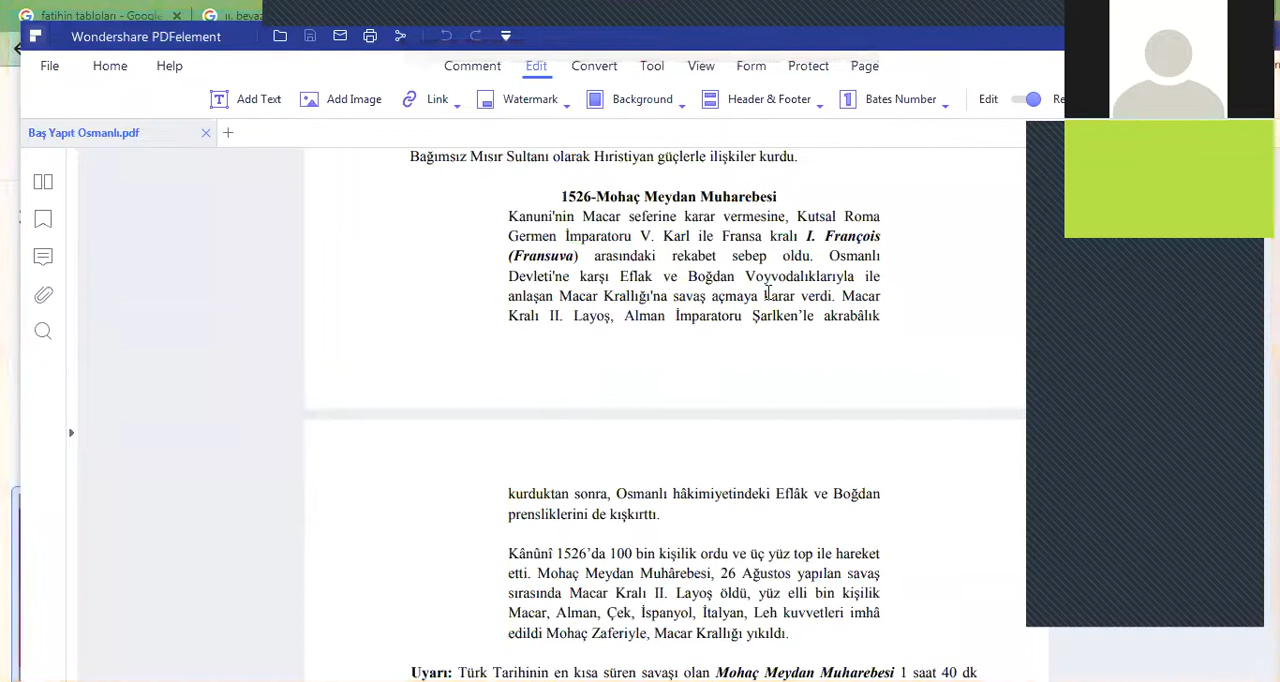 fatihin tabloları - Google
ıı. beyaz
Wondershare PDFelement
File Home Help Comment Edit Convert Tool View Form Protect Page
Add Text Add Image Link Watermark Background Header & Footer Bates Number Edit
Baş Yapıt Osmanlı.pdf
Bağımsız Mısır Sultanı olarak Hıristiyan güçlerle ilişkiler kurdu.
1526-Mohaç Meydan Muharebesi
Kanuni'nin Macar seferine karar vermesine, Kutsal Roma
Germen İmparatoru V. Karl ile Fransa kralı I. François
(Fransuva) arasındaki rekabet sebep oldu. Osmanlı
Devleti'ne karşı Eflak ve Boğdan Voyvodalıklarıyla ile
anlaşan Macar Krallığı'na savaş açmaya karar verdi. Macar
Kralı II. Layoş, Alman İmparatoru Şarlken’le akrabâlık
kurduktan sonra, Osmanlı hâkimiyetindeki Eflâk ve Boğdan
prensliklerini de kışkırttı.
Kânûnî 1526’da 100 bin kişilik ordu ve üç yüz top ile hareket
etti. Mohaç Meydan Muhârebesi, 26 Ağustos yapılan savaş
sırasında Macar Kralı II. Layoş öldü, yüz elli bin kişilik
Macar, Alman, Çek, İspanyol, İtalyan, Leh kuvvetleri imhâ
edildi Mohaç Zaferiyle, Macar Krallığı yıkıldı.
Uyarı: Türk Tarihinin en kısa süren savaşı olan Mohaç Meydan Muharebesi 1 saat 40 dk